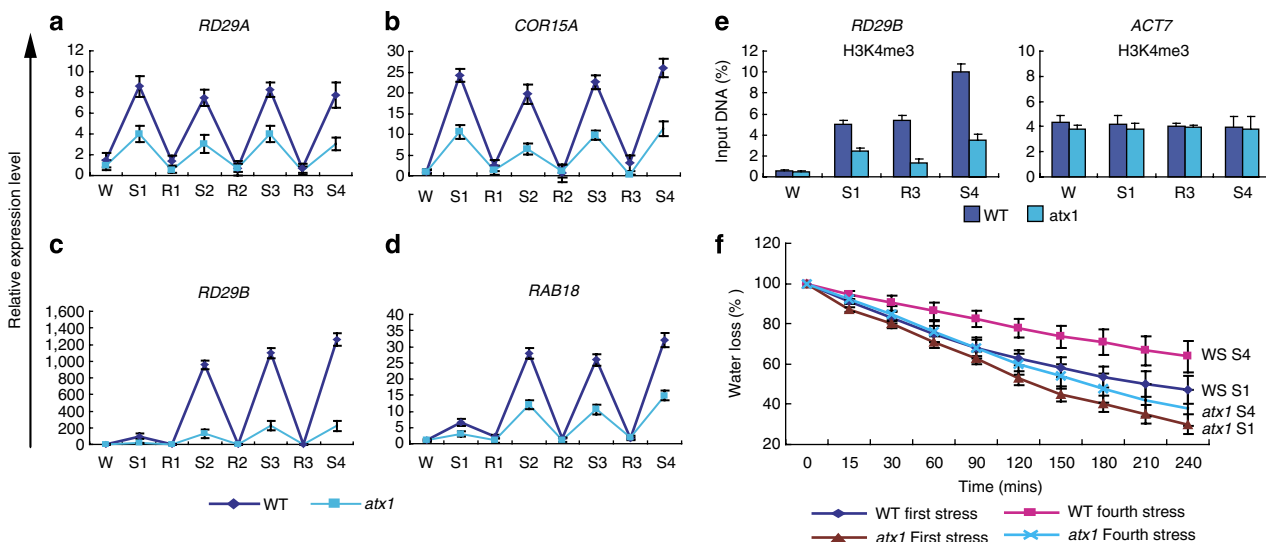 a
RD29A
Relative expression level
12
10
8
6
4
2
0
W S1 R1 S2 R2 S3 R3 S4
b
COR15A
30
25
20
15
10
5
0
W S1 R1 S2 R2 S3 R3 S4
c
RD29B
1,600
1,400
1,200
1,000
800
600
400
200
0
W S1 R1 S2 R2 S3 R3 S4
d
RAB18
40
35
30
25
20
15
10
5
0
W S1 R1 S2 R2 S3 R3 S4
WT atx1
e
RD29B
H3K4me3
Input DNA (%)
12
10
8
6
4
2
0
W S1 R3 S4
ACT7
H3K4me3
10
8
6
4
2
0
W S1 R3 S4
WT atx1
f
Water loss (% )
120
100
80
60
40
20
0 15 30 60 90 120 150 180 210 240
Time (mins)
WS S4
WS S1
atx1 S4
atx1 S1
WT first stress WT fourth stress
atx1 First stress atx1 Fourth stress